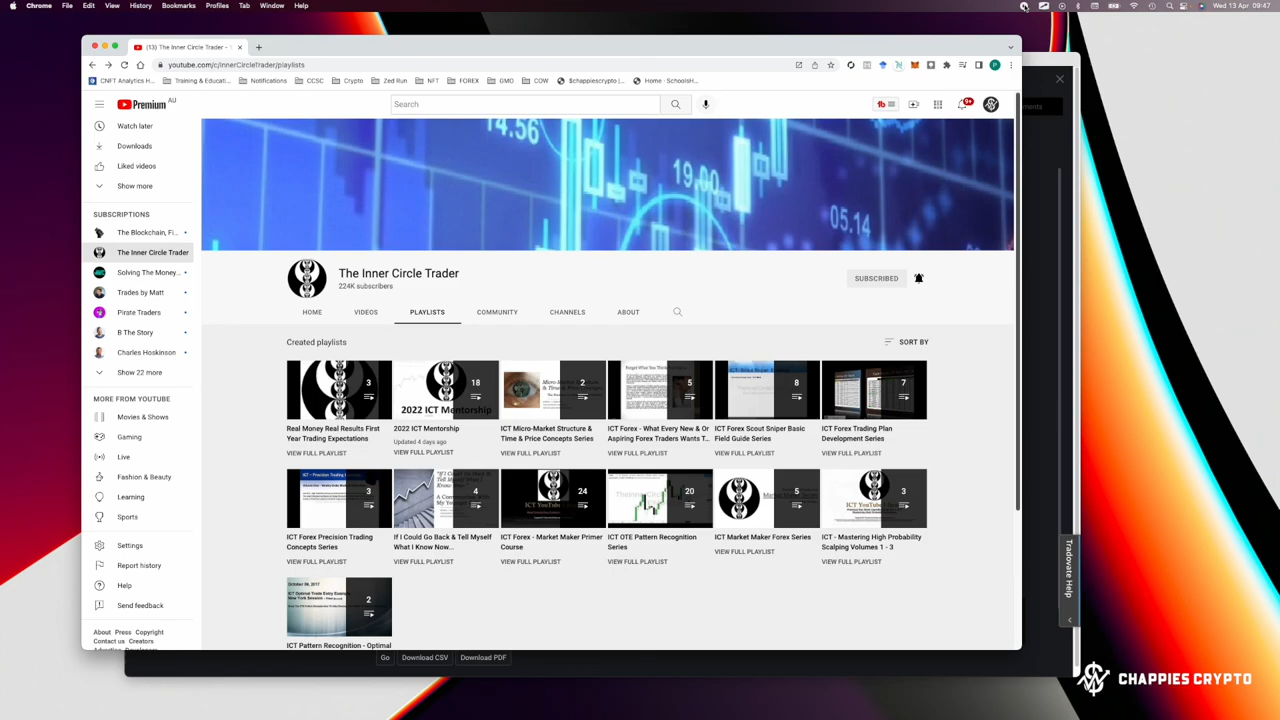 Chrome File Edit View History Bookmarks Profiles Tab Window Help
Wed 13 Apr 09:47
(13) The Inner Circle Trader - Y
youtube.com/c/InnerCircleTrader/playlists
CNFT Analytics H... Training & Educati... Notifications CCSC Crypto Zed Run NFT FOREX GMO COW $chappiescrypto |... Home · SchoolsH...
Premium AU
Search
9+
Watch later
Downloads
Liked videos
Show more
SUBSCRIPTIONS
The Blockchain, Fi...
The Inner Circle Trader
Solving The Money...
Trades by Matt
Pirate Traders
B The Story
Charles Hoskinson
Show 22 more
MORE FROM YOUTUBE
Movies & Shows
Gaming
Live
Fashion & Beauty
Learning
Sports
Settings
Report history
Help
Send feedback
About Press Copyright
Contact us Creators
14.56
19.00
05.14
The Inner Circle Trader
224K subscribers
SUBSCRIBED
HOME VIDEOS PLAYLISTS COMMUNITY CHANNELS ABOUT
Created playlists
SORT BY
3
18
2022 ICT Mentorship
2
5
8
7
Real Money Real Results First
Year Trading Expectations
VIEW FULL PLAYLIST
2022 ICT Mentorship
Updated 4 days ago
VIEW FULL PLAYLIST
ICT Micro-Market Structure &
Time & Price Concepts Series
VIEW FULL PLAYLIST
ICT Forex - What Every New & Or
Aspiring Forex Traders Wants T...
VIEW FULL PLAYLIST
ICT Forex Scout Sniper Basic
Field Guide Series
VIEW FULL PLAYLIST
ICT Forex Trading Plan
Development Series
VIEW FULL PLAYLIST
3
24
20
5
3
ICT Forex Precision Trading
Concepts Series
VIEW FULL PLAYLIST
If I Could Go Back & Tell Myself
What I Know Now...
VIEW FULL PLAYLIST
ICT Forex - Market Maker Primer
Course
VIEW FULL PLAYLIST
ICT OTE Pattern Recognition
Series
VIEW FULL PLAYLIST
ICT Market Maker Forex Series
VIEW FULL PLAYLIST
ICT - Mastering High Probability
Scalping Volumes 1 - 3
VIEW FULL PLAYLIST
2
ICT Pattern Recognition - Optimal
Go Download CSV Download PDF
Tradovate Help
CHAPPIES CRYPTO